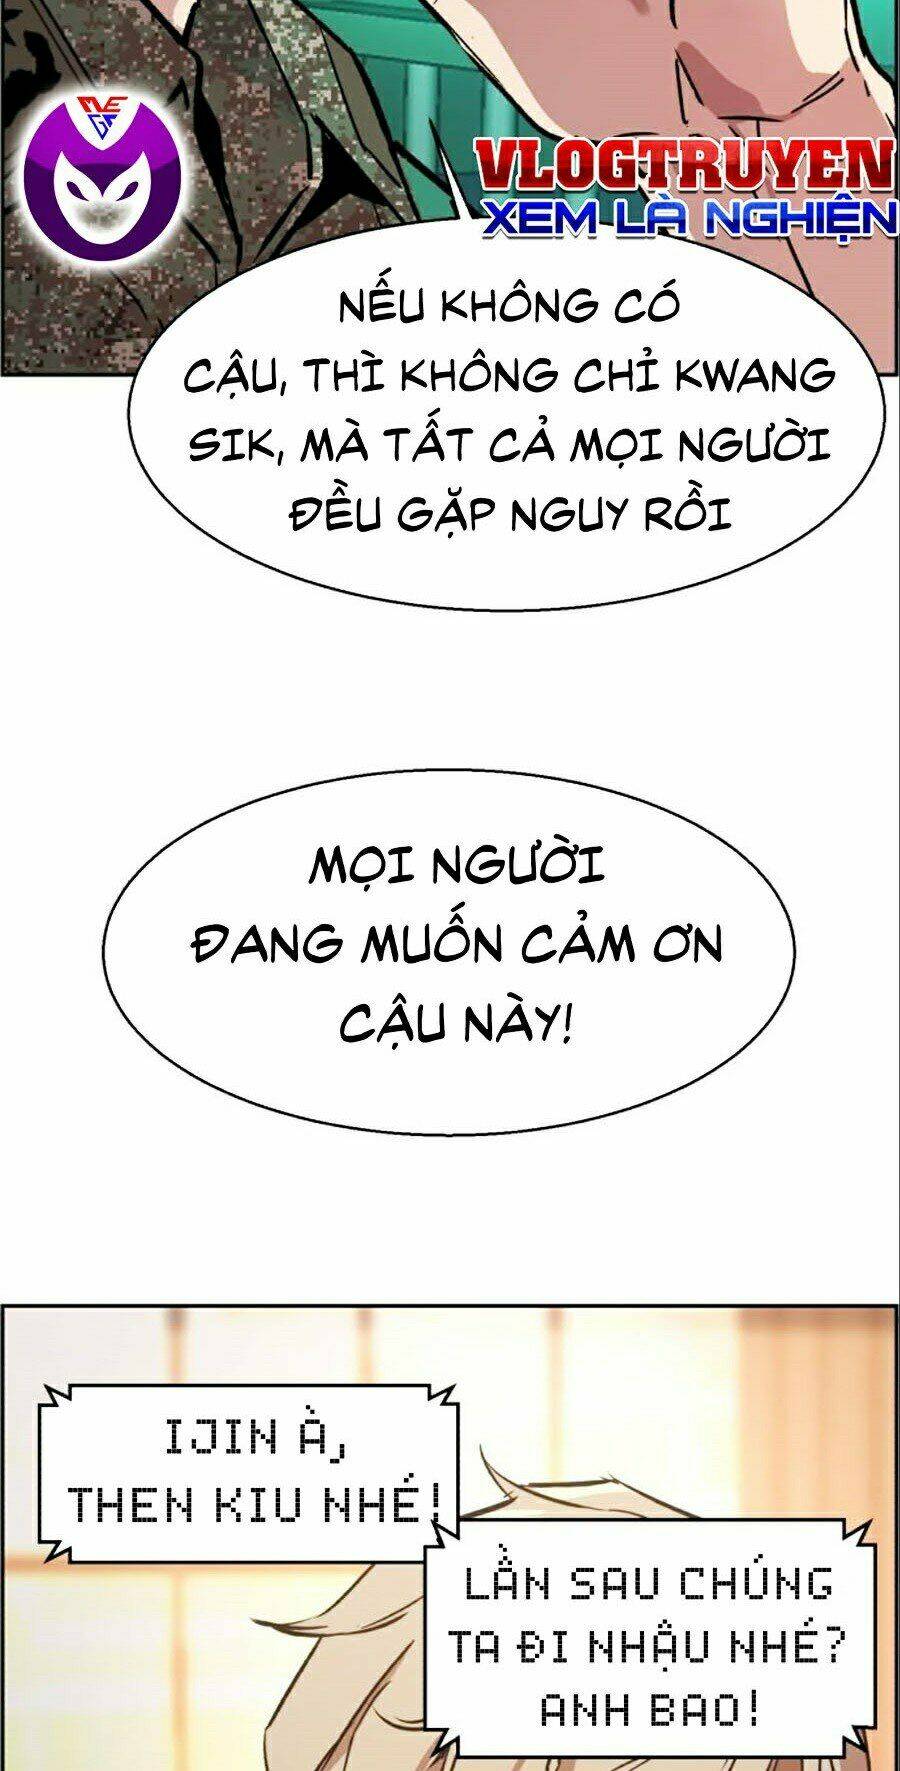 MEGR
VLOGTRUYEN
XEM LÀ NGHIỆN
NẾU KHÔNG CÓ
CẬU, THÌ KHÔNG CHỈ KWANG
SIK, MÀ TẤT CẢ MỌI NGƯỜI
ĐỀU GẶP NGUY RỒI
MỌI NGƯỜI
ĐANG MUỐN CẢM ƠN
CẬU NÀY!
IJIN À,
THEN KIU NHÉ!
LẦN SAU CHÚNG
TA ĐI NHẬU NHÉ?
ANH BAO!